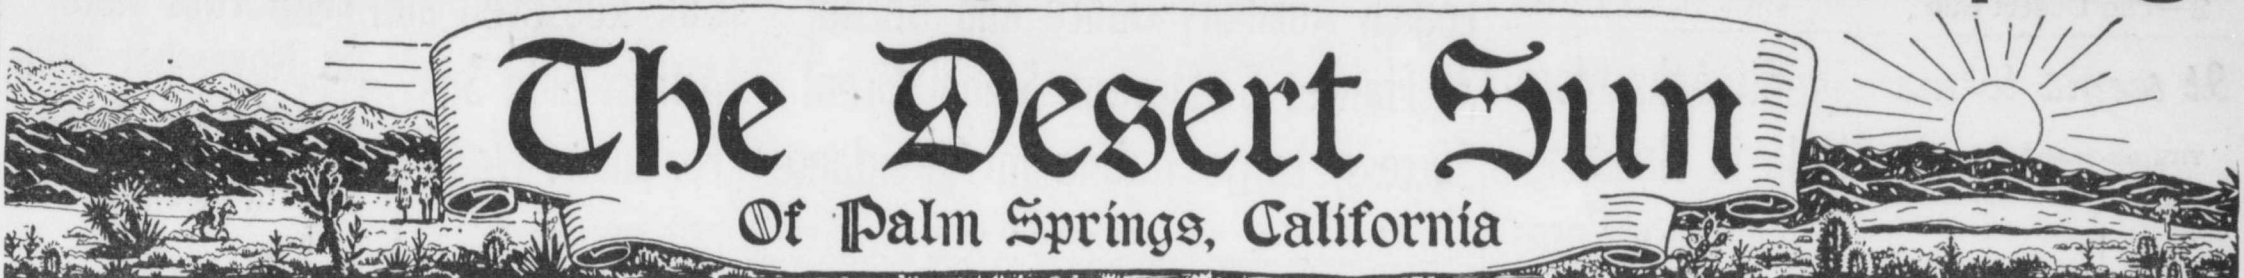 The Desert Sun
Of Palm Springs, California